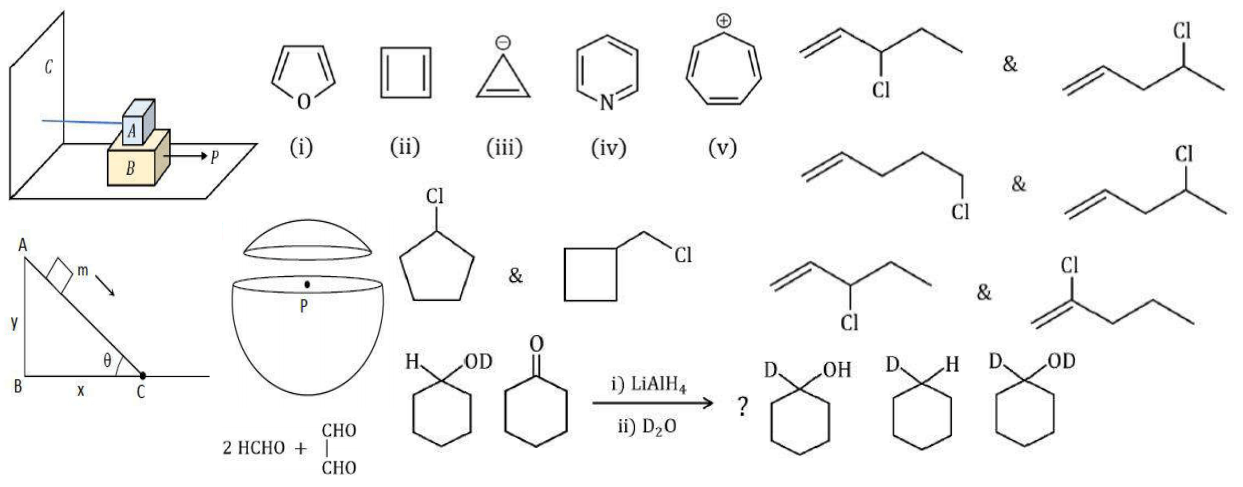 C
A
B
P
O
(i)
(ii)
⊖
(iii)
N
(iv)
⊕
(v)
Cl
&
Cl
Cl
&
Cl
Cl
&
Cl
A
m
y
θ
B
x
C
P
Cl
&
Cl
H
OD
O
i) LiAlH₄
ii) D₂O
?
D
OH
D
H
D
OD
2 HCHO +
CHO
CHO